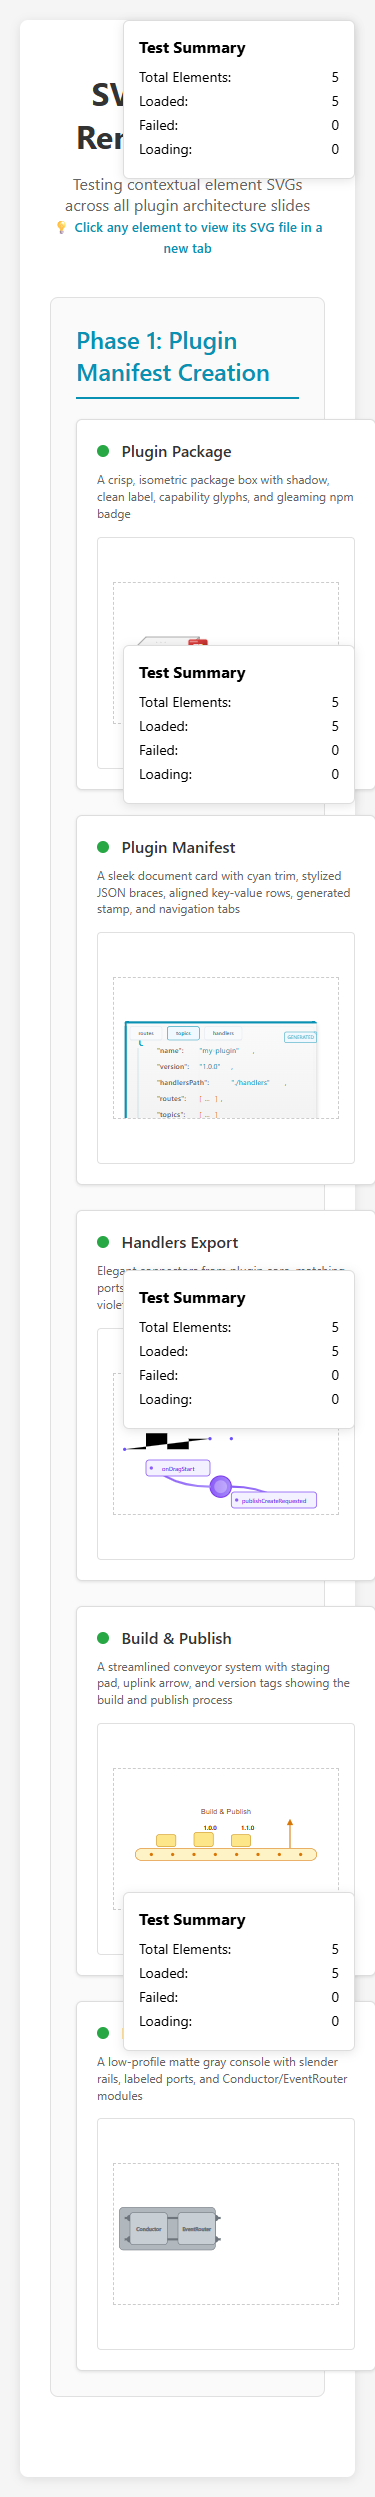 Test Summary
Total Elements: 5
Loaded: 5
Failed: 0
Loading: 0
Testing contextual element SVGs
across all plugin architecture slides
💡 Click any element to view its SVG file in a
new tab
Phase 1: Plugin
Manifest Creation
Plugin Package
A crisp, isometric package box with shadow,
clean label, capability glyphs, and gleaming npm
badge
Test Summary
Total Elements: 5
Loaded: 5
Failed: 0
Loading: 0
Plugin Manifest
A sleek document card with cyan trim, stylized
JSON braces, aligned key-value rows, generated
stamp, and navigation tabs
routes topics handlers
GENERATED
{
"name": "my-plugin" ,
"version": "1.0.0" ,
"handlersPath": "./handlers" ,
"routes": [ ... ] ,
"topics": [ ... ]
Handlers Export
Elegant connectors from plugin core, matching
ports
Test Summary
Total Elements: 5
Loaded: 5
Failed: 0
Loading: 0
onDragStart
publishCreateRequested
Build & Publish
A streamlined conveyor system with staging
pad, uplink arrow, and version tags showing the
build and publish process
Build & Publish
1.0.0 1.1.0
Test Summary
Total Elements: 5
Loaded: 5
Failed: 0
Loading: 0
A low-profile matte gray console with slender
rails, labeled ports, and Conductor/EventRouter
modules
Conductor EventRouter